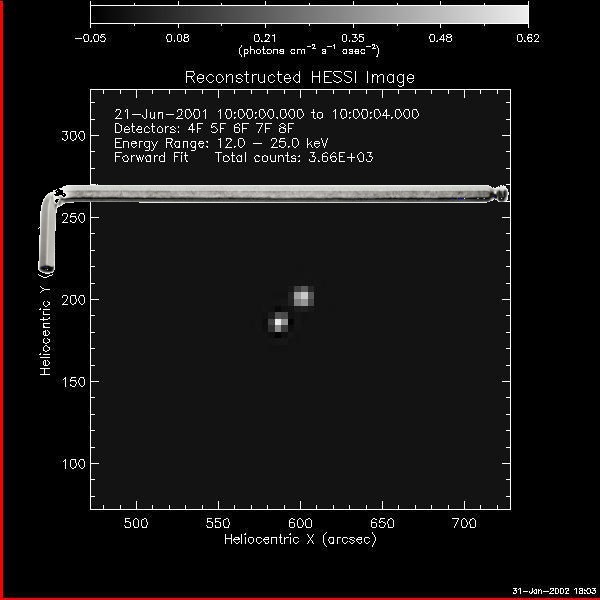 -0.05 0.08 0.21 0.35 0.48 0.62
(photons cm⁻² s⁻¹ asec⁻²)
Reconstructed HESSI Image
21-Jun-2001 10:00:00.000 to 10:00:04.000
Detectors: 4F 5F 6F 7F 8F
Energy Range: 12.0 - 25.0 keV
Forward Fit Total counts: 3.66E+03
300
250
200
150
100
Heliocentric Y
500 550 600 650 700
Heliocentric X (arcsec)
31-Jan-2002 18:03